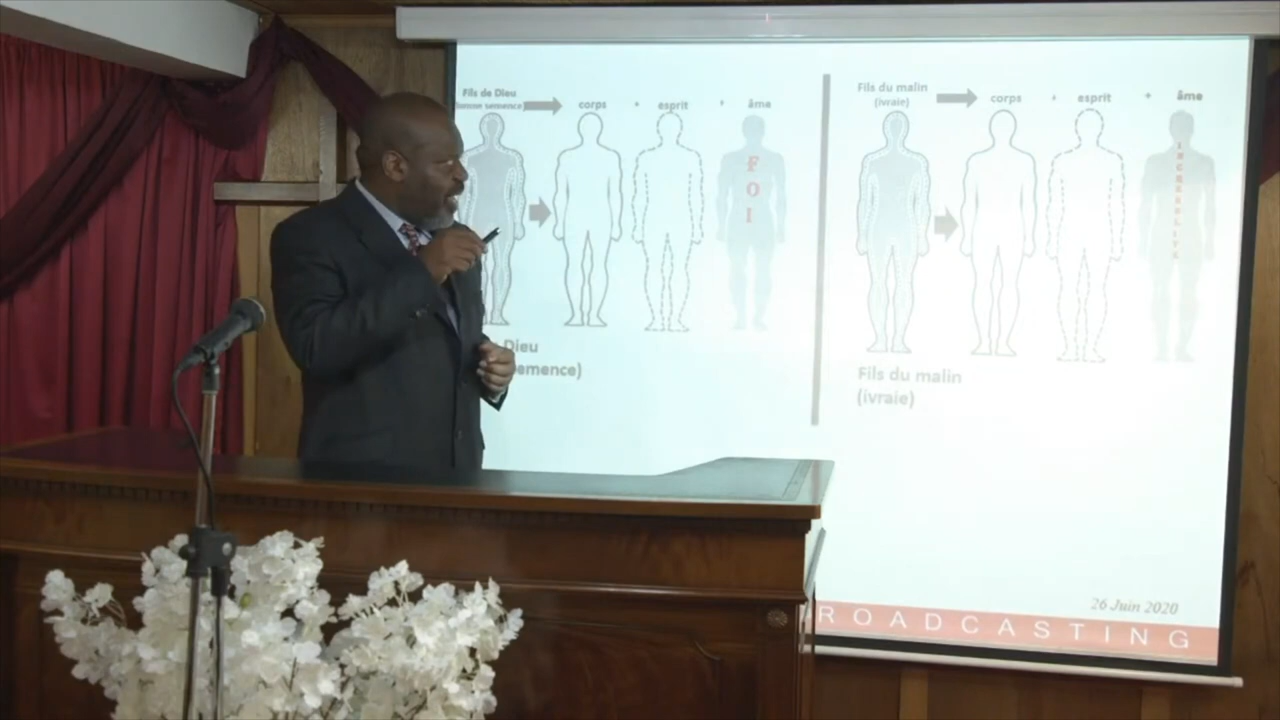 Fils de Dieu
semence
corps + esprit + âme
F
O
I
Dieu
emence)
Fils du malin
(ivraie)
corps + esprit + âme
Fils du malin
(ivraie)
26 Juin 2020
ROADCASTING